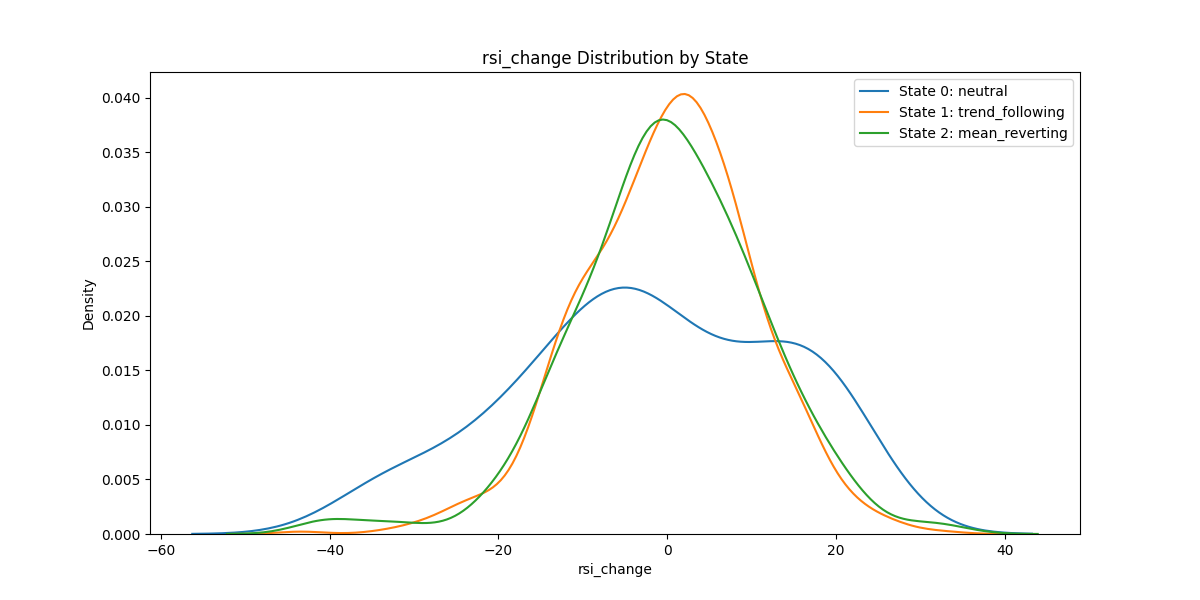 rsi_change Distribution by State
State 0: neutral
State 1: trend_following
State 2: mean_reverting
Density
0.040
0.035
0.030
0.025
0.020
0.015
0.010
0.005
0.000
−60 −40 −20 0 20 40
rsi_change